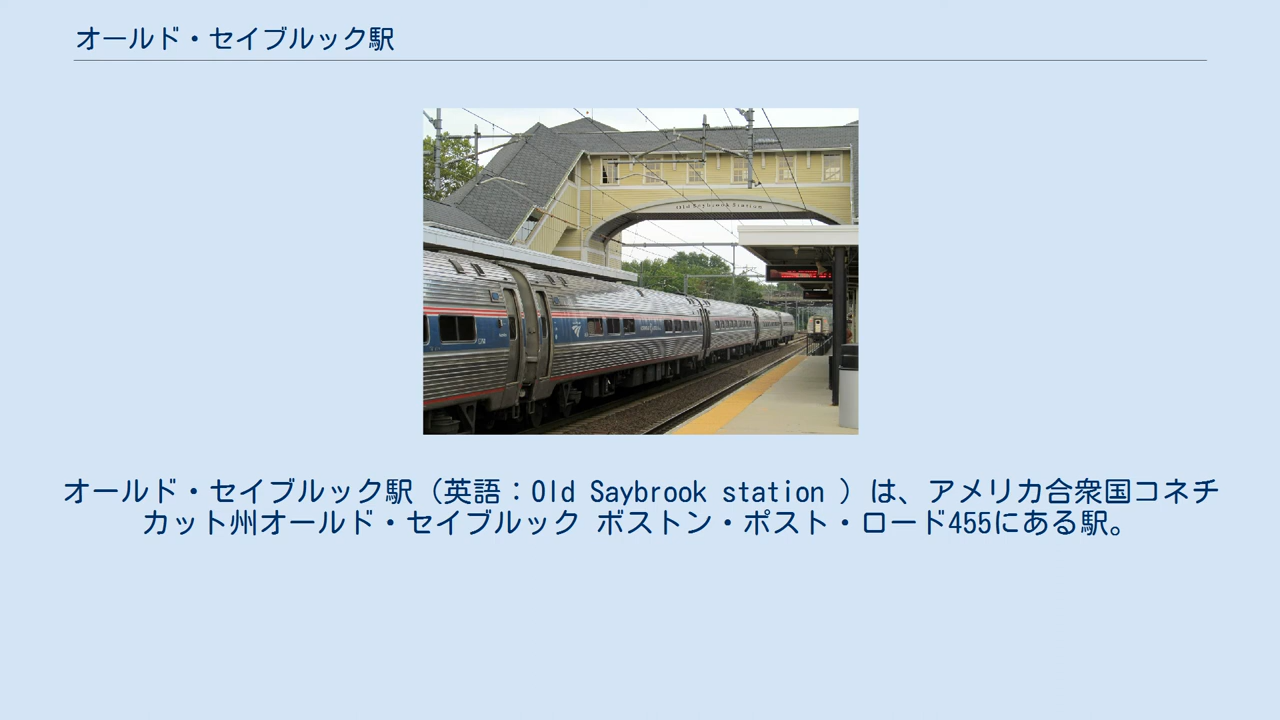 オールド・セイブルック駅
Old Saybrook Station
オールド・セイブルック駅（英語：Old Saybrook station ）は、アメリカ合衆国コネチ
カット州オールド・セイブルック ボストン・ポスト・ロード455にある駅。